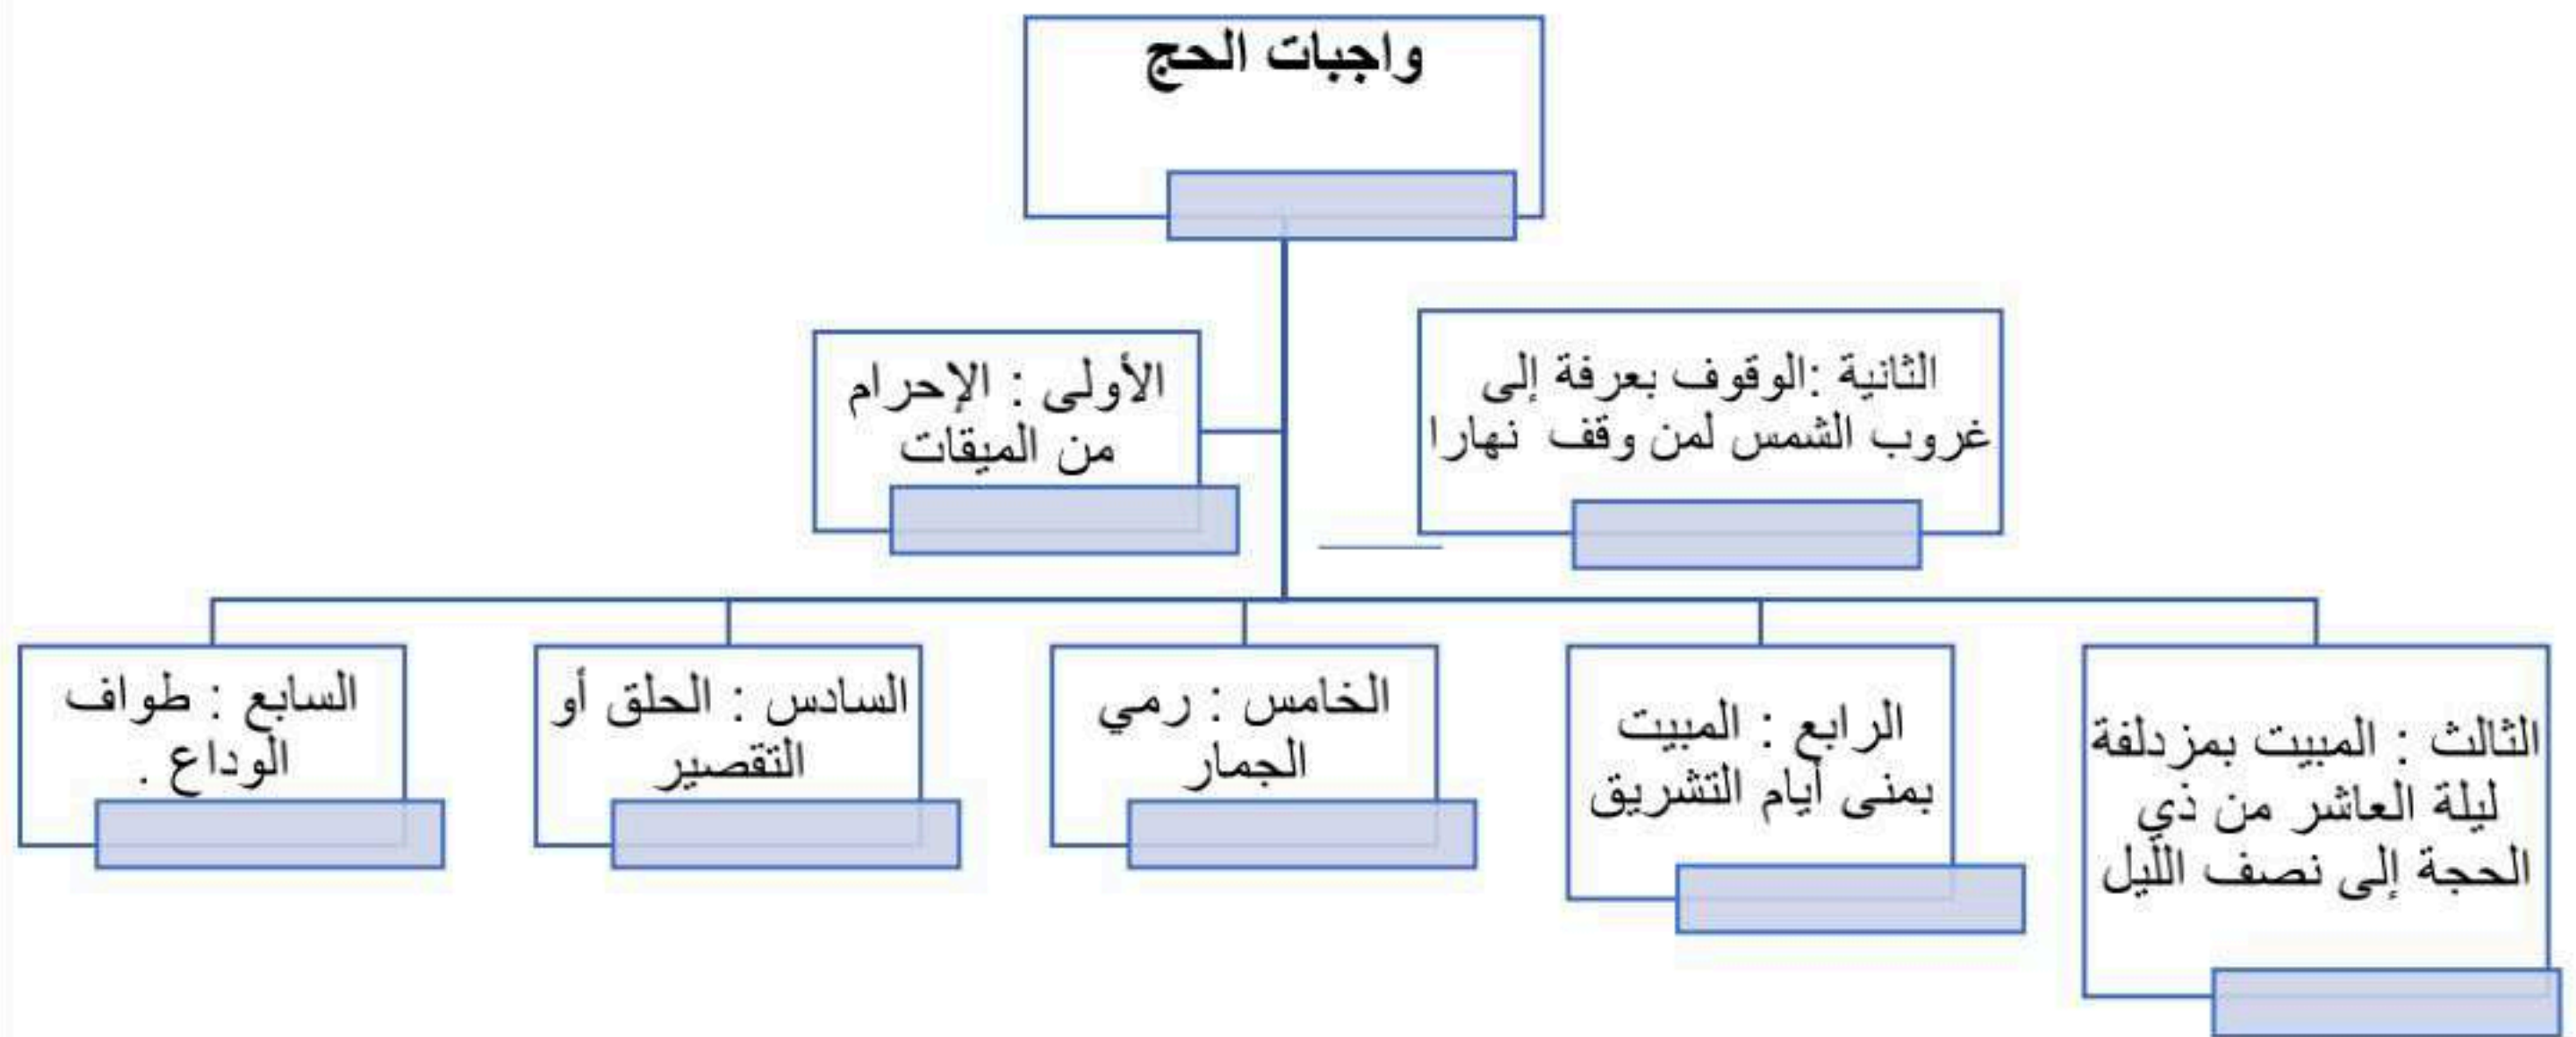 واجبات الحج
الأولى : الإحرام
من الميقات
الثانية :الوقوف بعرفة إلى
غروب الشمس لمن وقف نهارا
الثالث : المبيت بمزدلفة
ليلة العاشر من ذي
الحجة إلى نصف الليل
الرابع : المبيت
بمنى أيام التشريق
الخامس : رمي
الجمار
السادس : الحلق أو
التقصير
السابع : طواف
الوداع .